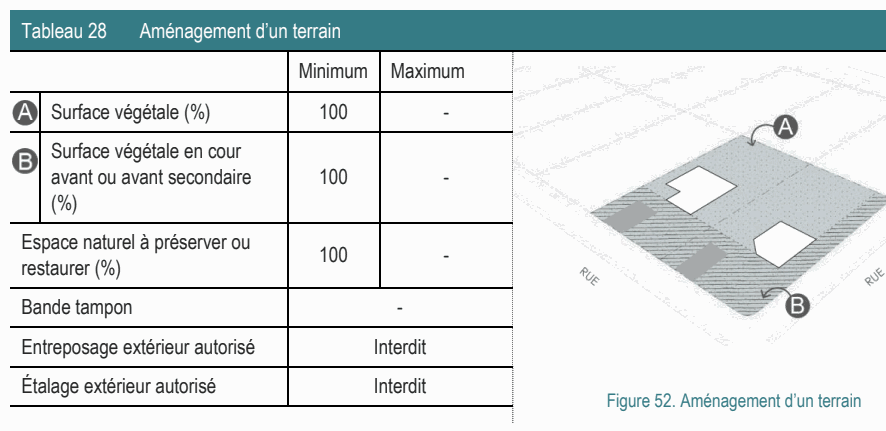 Tableau 28 Aménagement d'un terrain
Minimum Maximum
A Surface végétale (%) 100 -
B Surface végétale en cour
avant ou avant secondaire
(%) 100 -
Espace naturel à préserver ou
restaurer (%) 100 -
Bande tampon -
Entreposage extérieur autorisé Interdit
Étalage extérieur autorisé Interdit
A
RUE
RUE
B
Figure 52. Aménagement d'un terrain